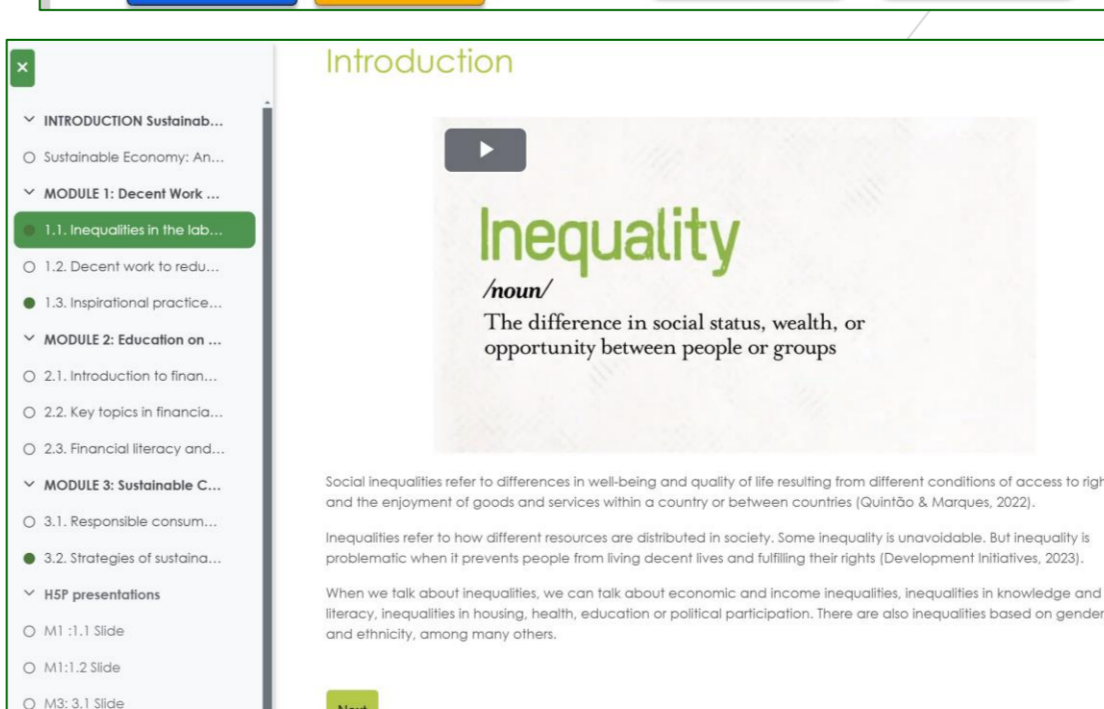 ×
INTRODUCTION Sustainab...
Sustainable Economy: An...
MODULE 1: Decent Work ...
1.1. Inequalities in the lab...
1.2. Decent work to redu...
1.3. Inspirational practice...
MODULE 2: Education on ...
2.1. Introduction to finan...
2.2. Key topics in financia...
2.3. Financial literacy and...
MODULE 3: Sustainable C...
3.1. Responsible consum...
3.2. Strategies of sustaina...
H5P presentations
M1 :1.1 Slide
M1:1.2 Slide
M3: 3.1 Slide
Introduction
Inequality
/noun/
The difference in social status, wealth, or
opportunity between people or groups
Social inequalities refer to differences in well-being and quality of life resulting from different conditions of access to righ
and the enjoyment of goods and services within a country or between countries (Quintão & Marques, 2022).
Inequalities refer to how different resources are distributed in society. Some inequality is unavoidable. But inequality is
problematic when it prevents people from living decent lives and fulfilling their rights (Development Initiatives, 2023).
When we talk about inequalities, we can talk about economic and income inequalities, inequalities in knowledge and
literacy, inequalities in housing, health, education or political participation. There are also inequalities based on gender
and ethnicity, among many others.
Next